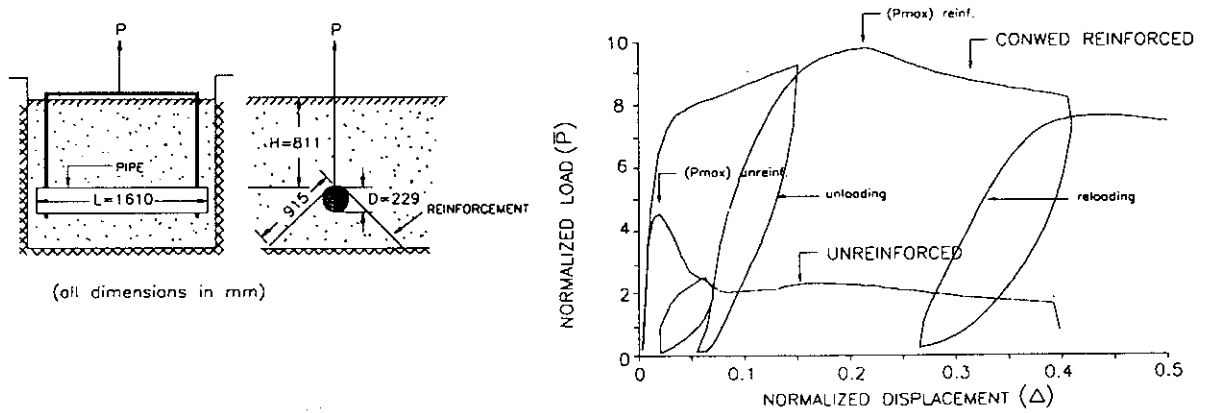 P
P
H=811
PIPE
L=1610
915
D=229
REINFORCEMENT
(all dimensions in mm)
(Pmax) reinf.
CONWED REINFORCED
(Pmax) unreinf.
unloading
reloading
UNREINFORCED
NORMALIZED LOAD (P̅)
10
8
6
4
2
0
0
0.1
0.2
0.3
0.4
0.5
NORMALIZED DISPLACEMENT (Δ)